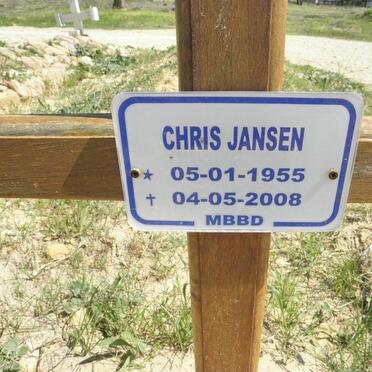 CHRIS JANSEN
★ 05-01-1955
✝ 04-05-2008
MBBD